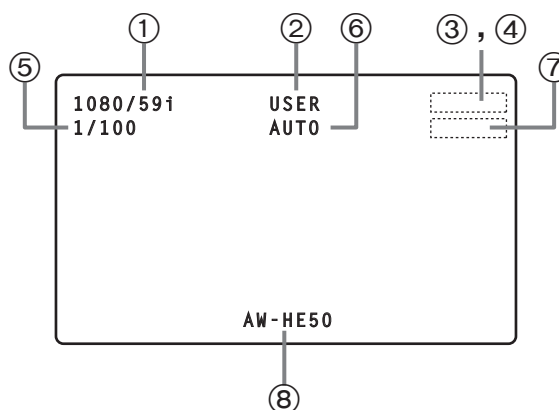 ① ② ⑥ ③ , ④
⑤ ⑦
1080/59i USER
1/100 AUTO
AW-HE50
⑧